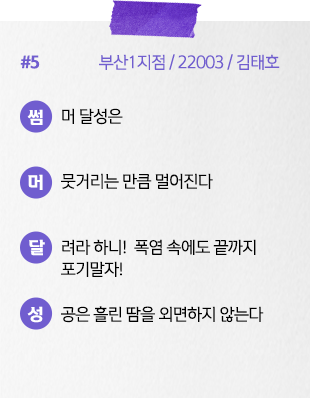 #5 부산1지점 / 22003 / 김태호
썸 머 달성은
머 뭇거리는 만큼 멀어진다
달 려라 하니! 폭염 속에도 끝까지
포기말자!
성 공은 흘린 땀을 외면하지 않는다